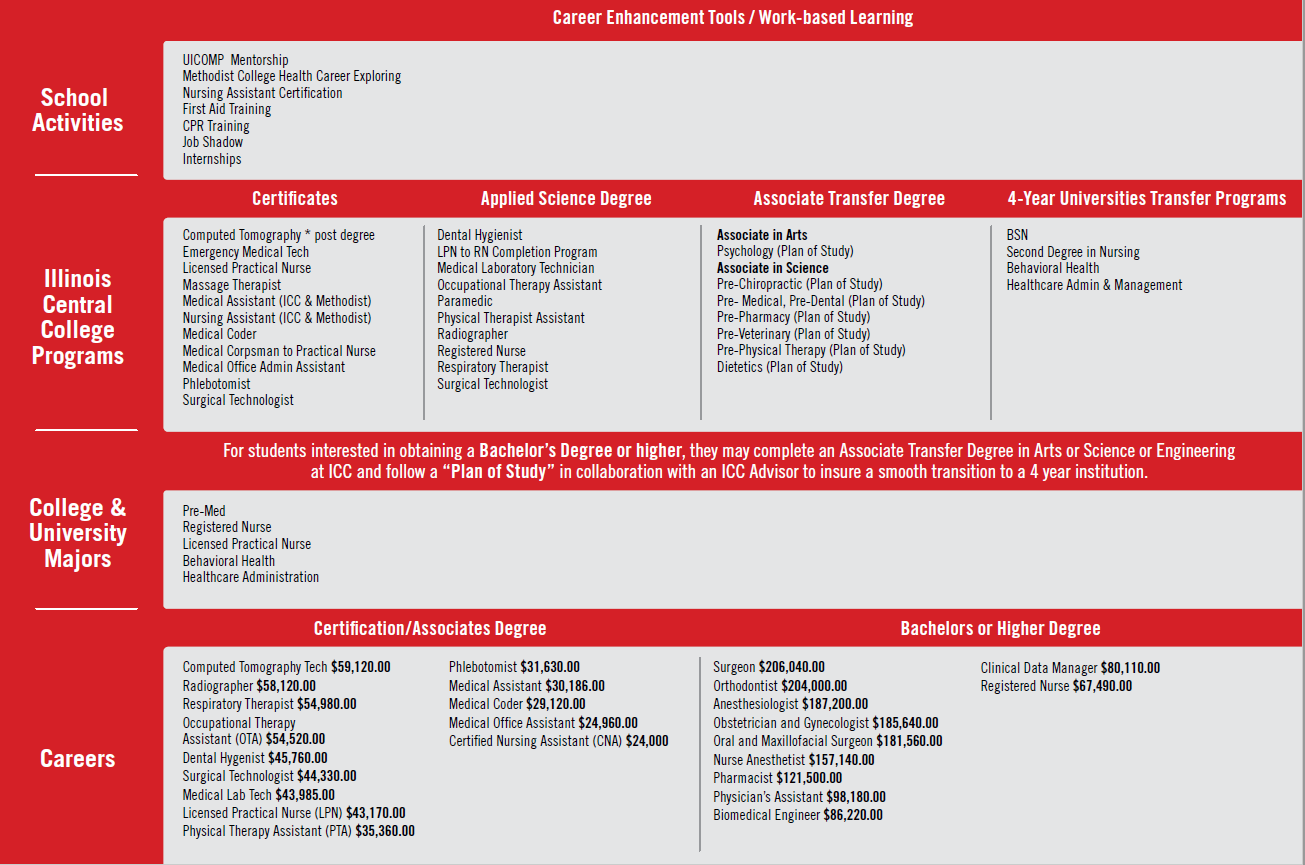 Career Enhancement Tools / Work-based Learning
School
Activities
UICOMP  Mentorship
Methodist College Health Career Exploring
Nursing Assistant Certification
First Aid Training
CPR Training
Job Shadow
Internships
Illinois
Central
College
Programs
Certificates
Computed Tomography * post degree
Emergency Medical Tech
Licensed Practical Nurse
Massage Therapist
Medical Assistant (ICC & Methodist)
Nursing Assistant (ICC & Methodist)
Medical Coder
Medical Corpsman to Practical Nurse
Medical Office Admin Assistant
Phlebotomist
Surgical Technologist
Applied Science Degree
Dental Hygienist
LPN to RN Completion Program
Medical Laboratory Technician
Occupational Therapy Assistant
Paramedic
Physical Therapist Assistant
Radiographer
Registered Nurse
Respiratory Therapist
Surgical Technologist
Associate Transfer Degree
Associate in Arts
Psychology (Plan of Study)
Associate in Science
Pre-Chiropractic (Plan of Study)
Pre- Medical, Pre-Dental (Plan of Study)
Pre-Pharmacy (Plan of Study)
Pre-Veterinary (Plan of Study)
Pre-Physical Therapy (Plan of Study)
Dietetics (Plan of Study)
4-Year Universities Transfer Programs
BSN
Second Degree in Nursing
Behavioral Health
Healthcare Admin & Management
For students interested in obtaining a Bachelor's Degree or higher, they may complete an Associate Transfer Degree in Arts or Science or Engineering
at ICC and follow a “Plan of Study” in collaboration with an ICC Advisor to insure a smooth transition to a 4 year institution.
College &
University
Majors
Pre-Med
Registered Nurse
Licensed Practical Nurse
Behavioral Health
Healthcare Administration
Careers
Certification/Associates Degree
Computed Tomography Tech $59,120.00
Radiographer $58,120.00
Respiratory Therapist $54,980.00
Occupational Therapy
Assistant (OTA) $54,520.00
Dental Hygenist $45,760.00
Surgical Technologist $44,330.00
Medical Lab Tech $43,985.00
Licensed Practical Nurse (LPN) $43,170.00
Physical Therapy Assistant (PTA) $35,360.00
Phlebotomist $31,630.00
Medical Assistant $30,186.00
Medical Coder $29,120.00
Medical Office Assistant $24,960.00
Certified Nursing Assistant (CNA) $24,000
Bachelors or Higher Degree
Surgeon $206,040.00
Orthodontist $204,000.00
Anesthesiologist $187,200.00
Obstetrician and Gynecologist $185,640.00
Oral and Maxillofacial Surgeon $181,560.00
Nurse Anesthetist $157,140.00
Pharmacist $121,500.00
Physician's Assistant $98,180.00
Biomedical Engineer $86,220.00
Clinical Data Manager $80,110.00
Registered Nurse $67,490.00